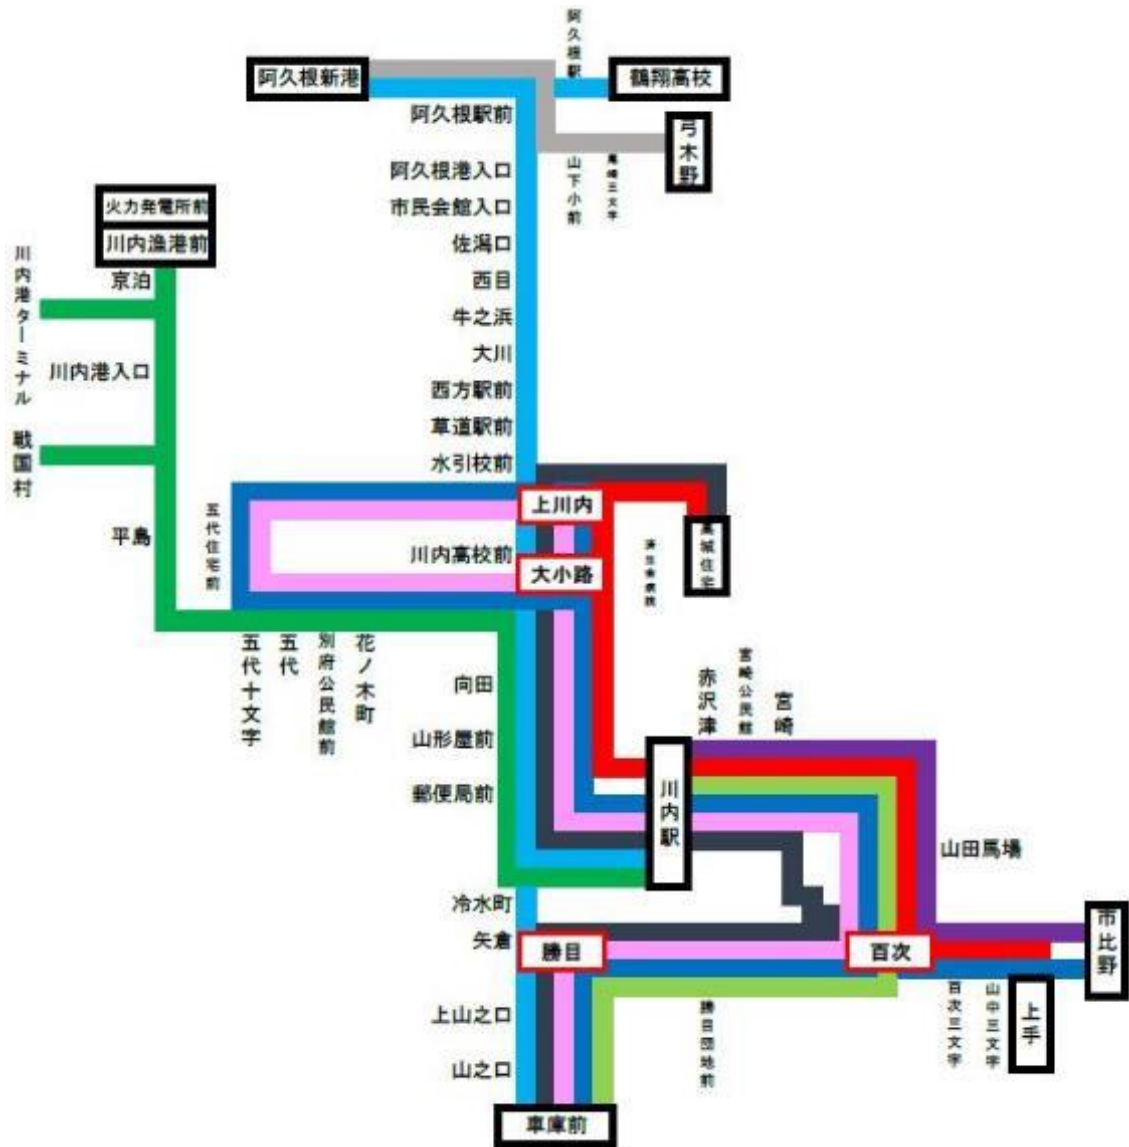 阿久根駅
阿久根新港
鶴翔高校
阿久根駅前
弓木野
阿久根港入口
山下小前
尾崎三文字
火力発電所前
市民会館入口
川内漁港前
佐潟口
川内港ターミナル
京泊
西目
牛之浜
大川
川内港入口
西方駅前
草道駅前
戦国村
水引校前
上川内
五代住宅前
平島
川内高校前
大小路
高城住宅
済生会病院
五代十文字
五代
別府公民館前
花ノ木町
向田
赤沢津
宮崎公民館
宮崎
山形屋前
川内駅
郵便局前
山田馬場
冷水町
矢倉
勝目
百次
市比野
上山之口
勝目団地前
百次三文字
山中三文字
上手
山之口
車庫前